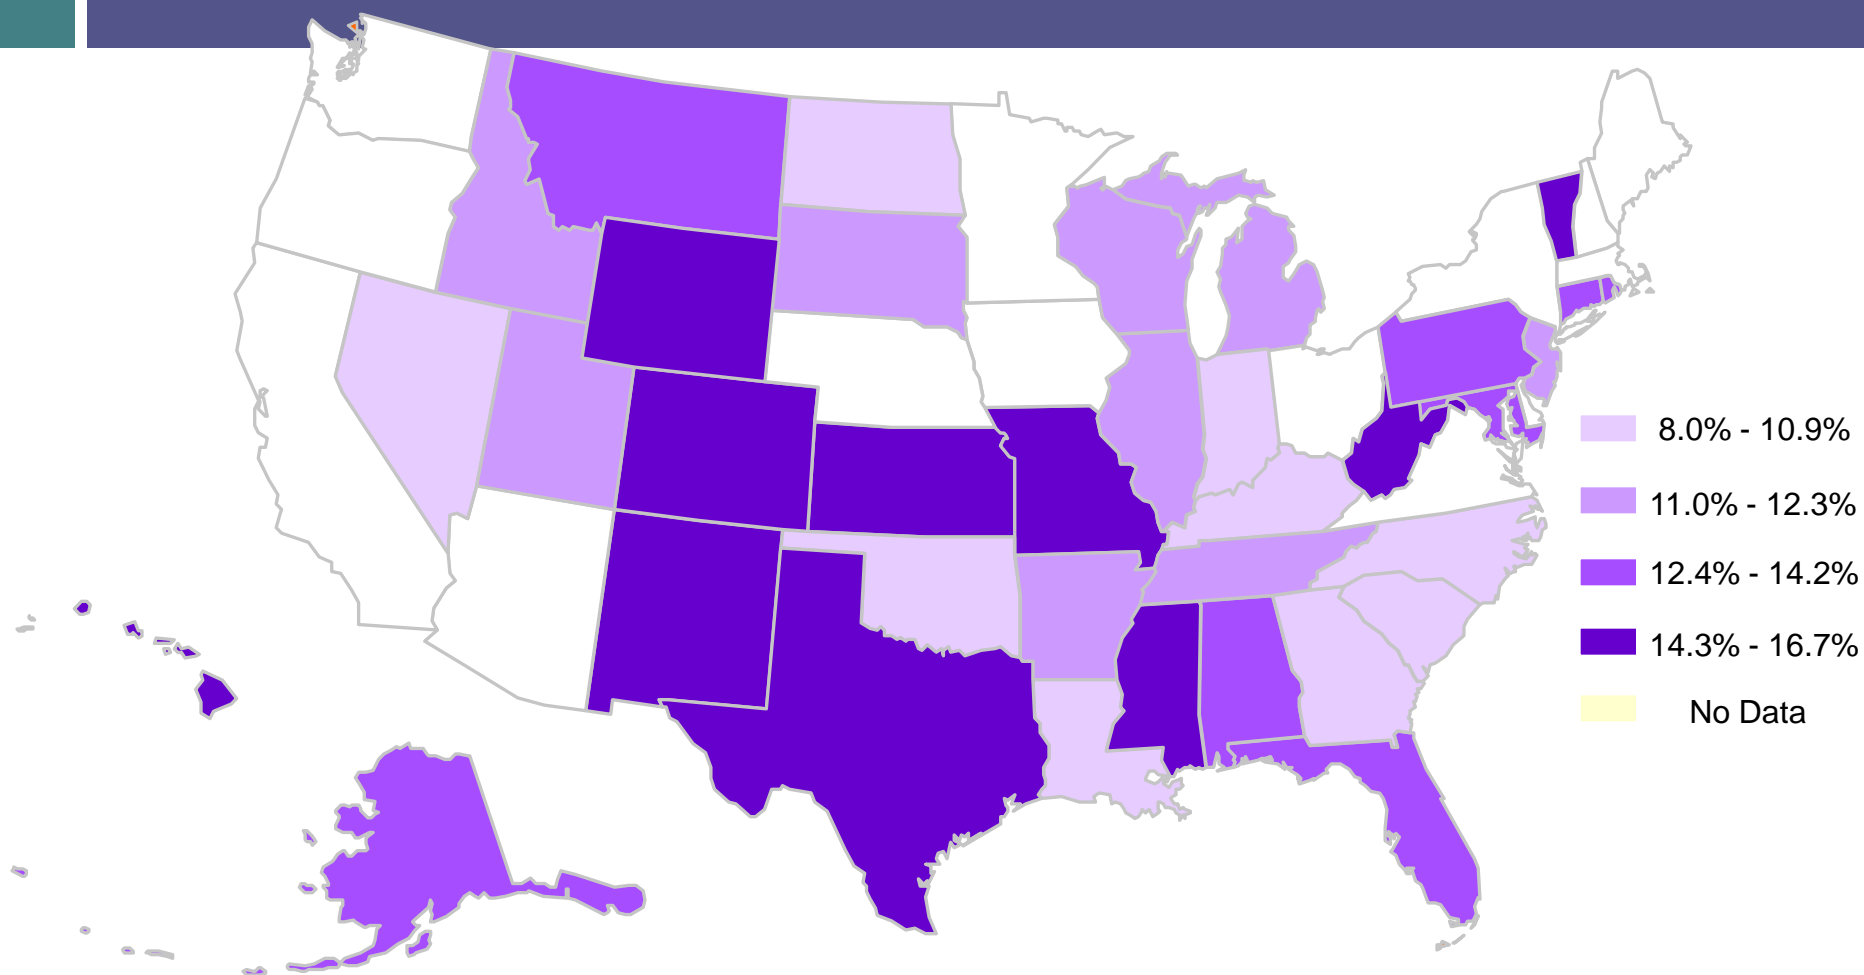 8.0% - 10.9%
11.0% - 12.3%
12.4% - 14.2%
14.3% - 16.7%
No Data